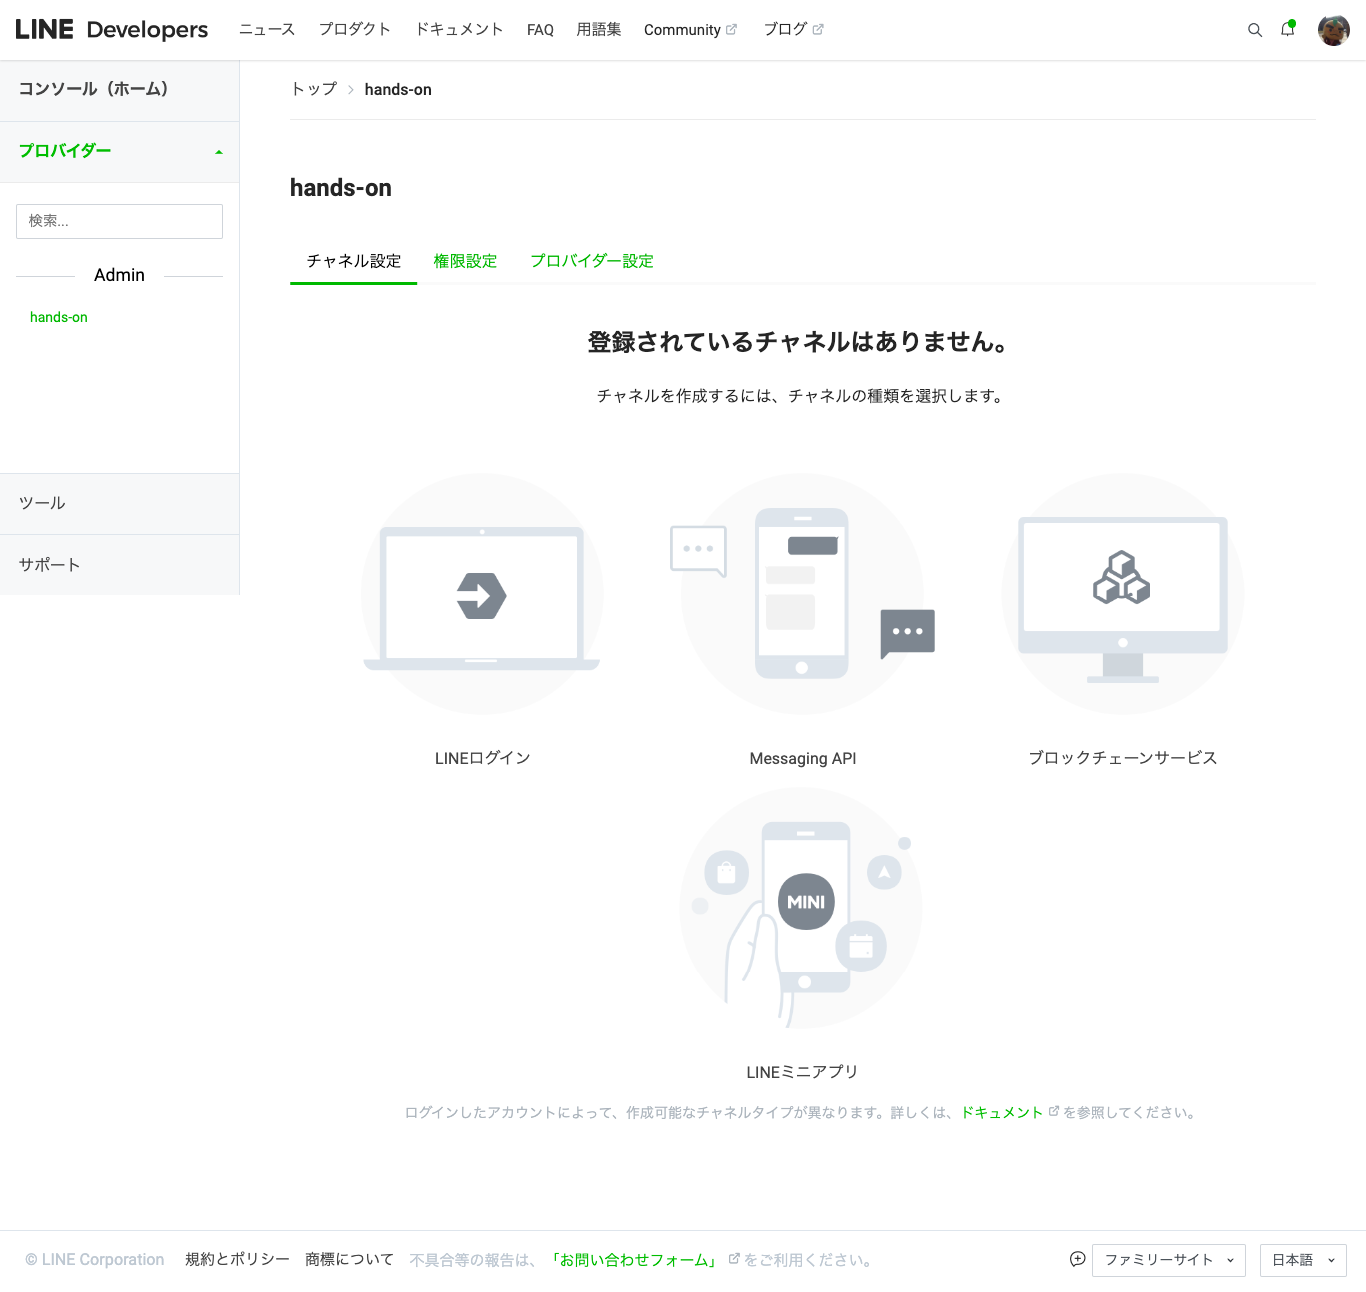 LINE Developers ニュース プロダクト ドキュメント FAQ 用語集 Community ブログ
コンソール（ホーム）
プロバイダー
検索...
Admin
hands-on
ツール
サポート
トップ hands-on
hands-on
チャネル設定 権限設定 プロバイダー設定
登録されているチャネルはありません。
チャネルを作成するには、チャネルの種類を選択します。
LINEログイン Messaging API ブロックチェーンサービス
MINI
LINEミニアプリ
ログインしたアカウントによって、作成可能なチャネルタイプが異なります。詳しくは、ドキュメントを参照してください。
© LINE Corporation 規約とポリシー 商標について 不具合等の報告は、「お問い合わせフォーム」をご利用ください。 ファミリーサイト 日本語